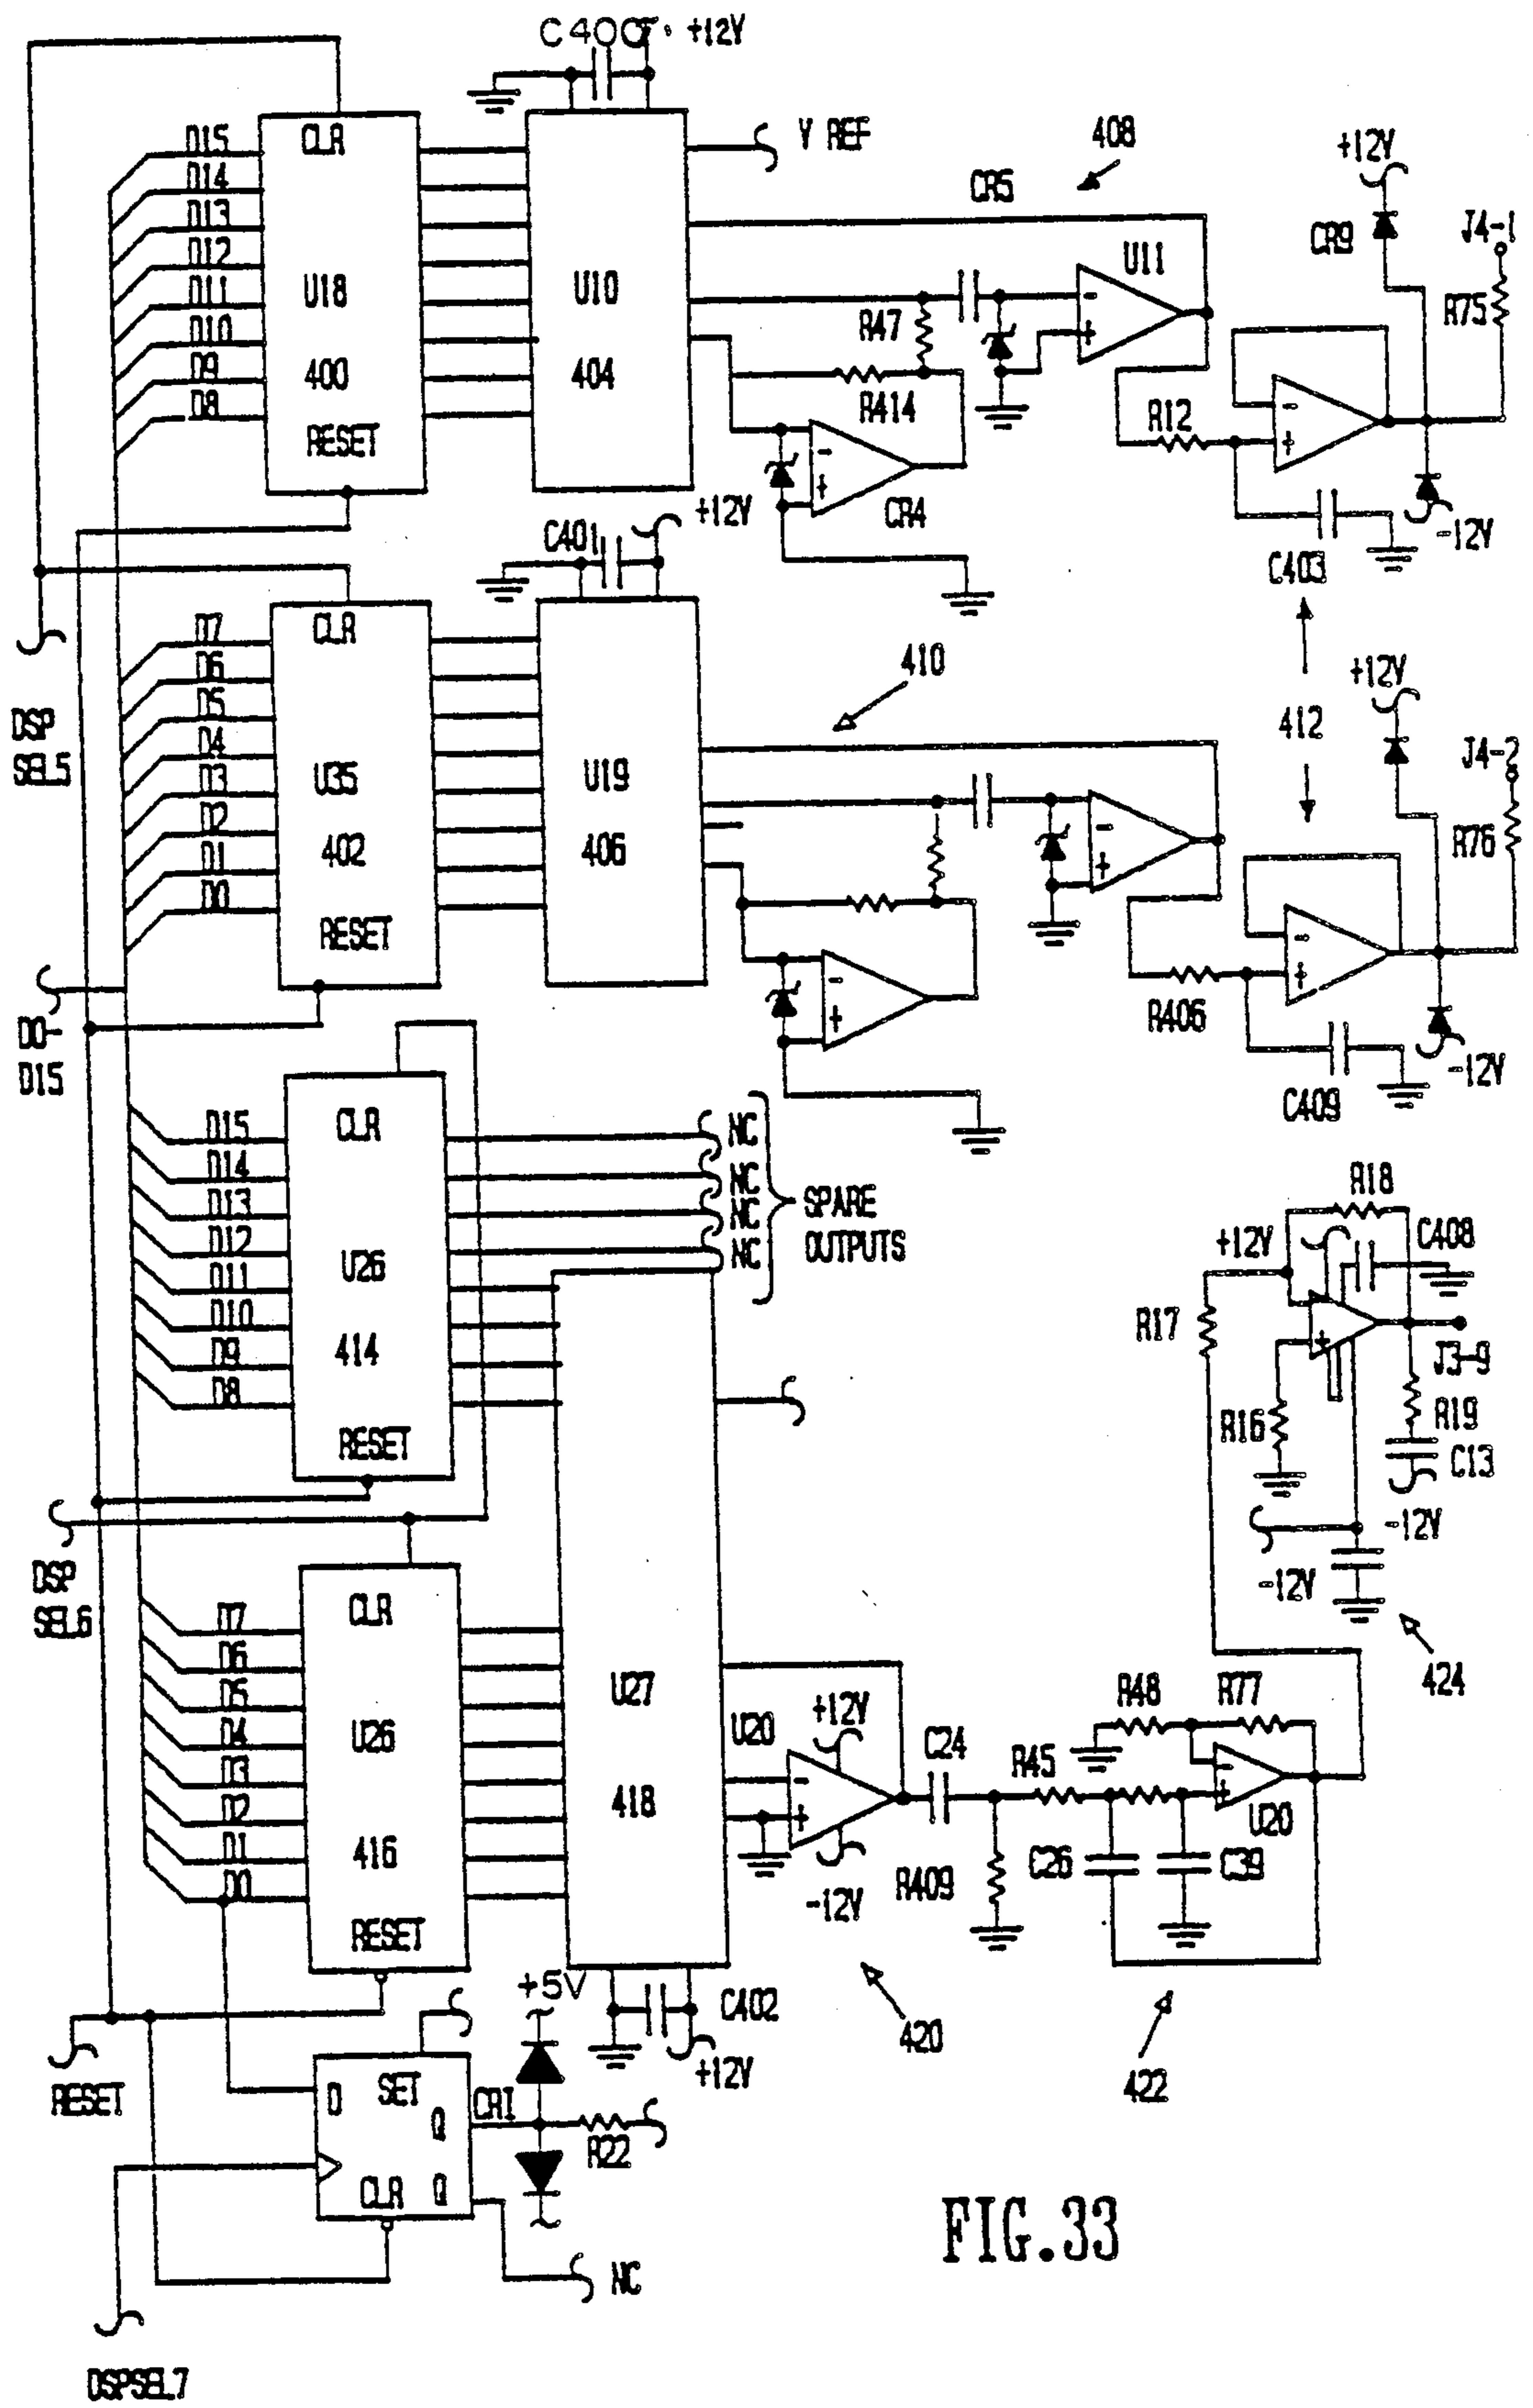 C400 +12V
CLR
D15
D14
D13
D12
D11
D10
D9
D8
U18
400
RESET
U10
404
V REF
408
CR5
U11
R47
R414
CR4
+12V
CR9
J4-1
R75
R12
C403
-12V
DSP
SEL5
C401
+12V
CLR
D7
D6
D5
D4
D3
D2
D1
D0
U35
402
RESET
U19
406
410
412
+12V
J4-2
R76
R406
C409
-12V
D0-
D15
CLR
D15
D14
D13
D12
D11
D10
D9
D8
U26
414
RESET
NC
NC
NC
NC
SPARE
OUTPUTS
R18
+12V
C408
R17
J3-9
R16
R19
C13
-12V
-12V
424
DSP
SEL6
CLR
D7
D6
D5
D4
D3
D2
D1
D0
U26
416
RESET
U27
418
U20
+12V
-12V
C24
R45
R48
R77
U20
R409
C26
C39
420
422
+5V
C402
+12V
RESET
D
SET
Q
CLR
Q
CR1
R22
NC
DSPSEL7
FIG.33